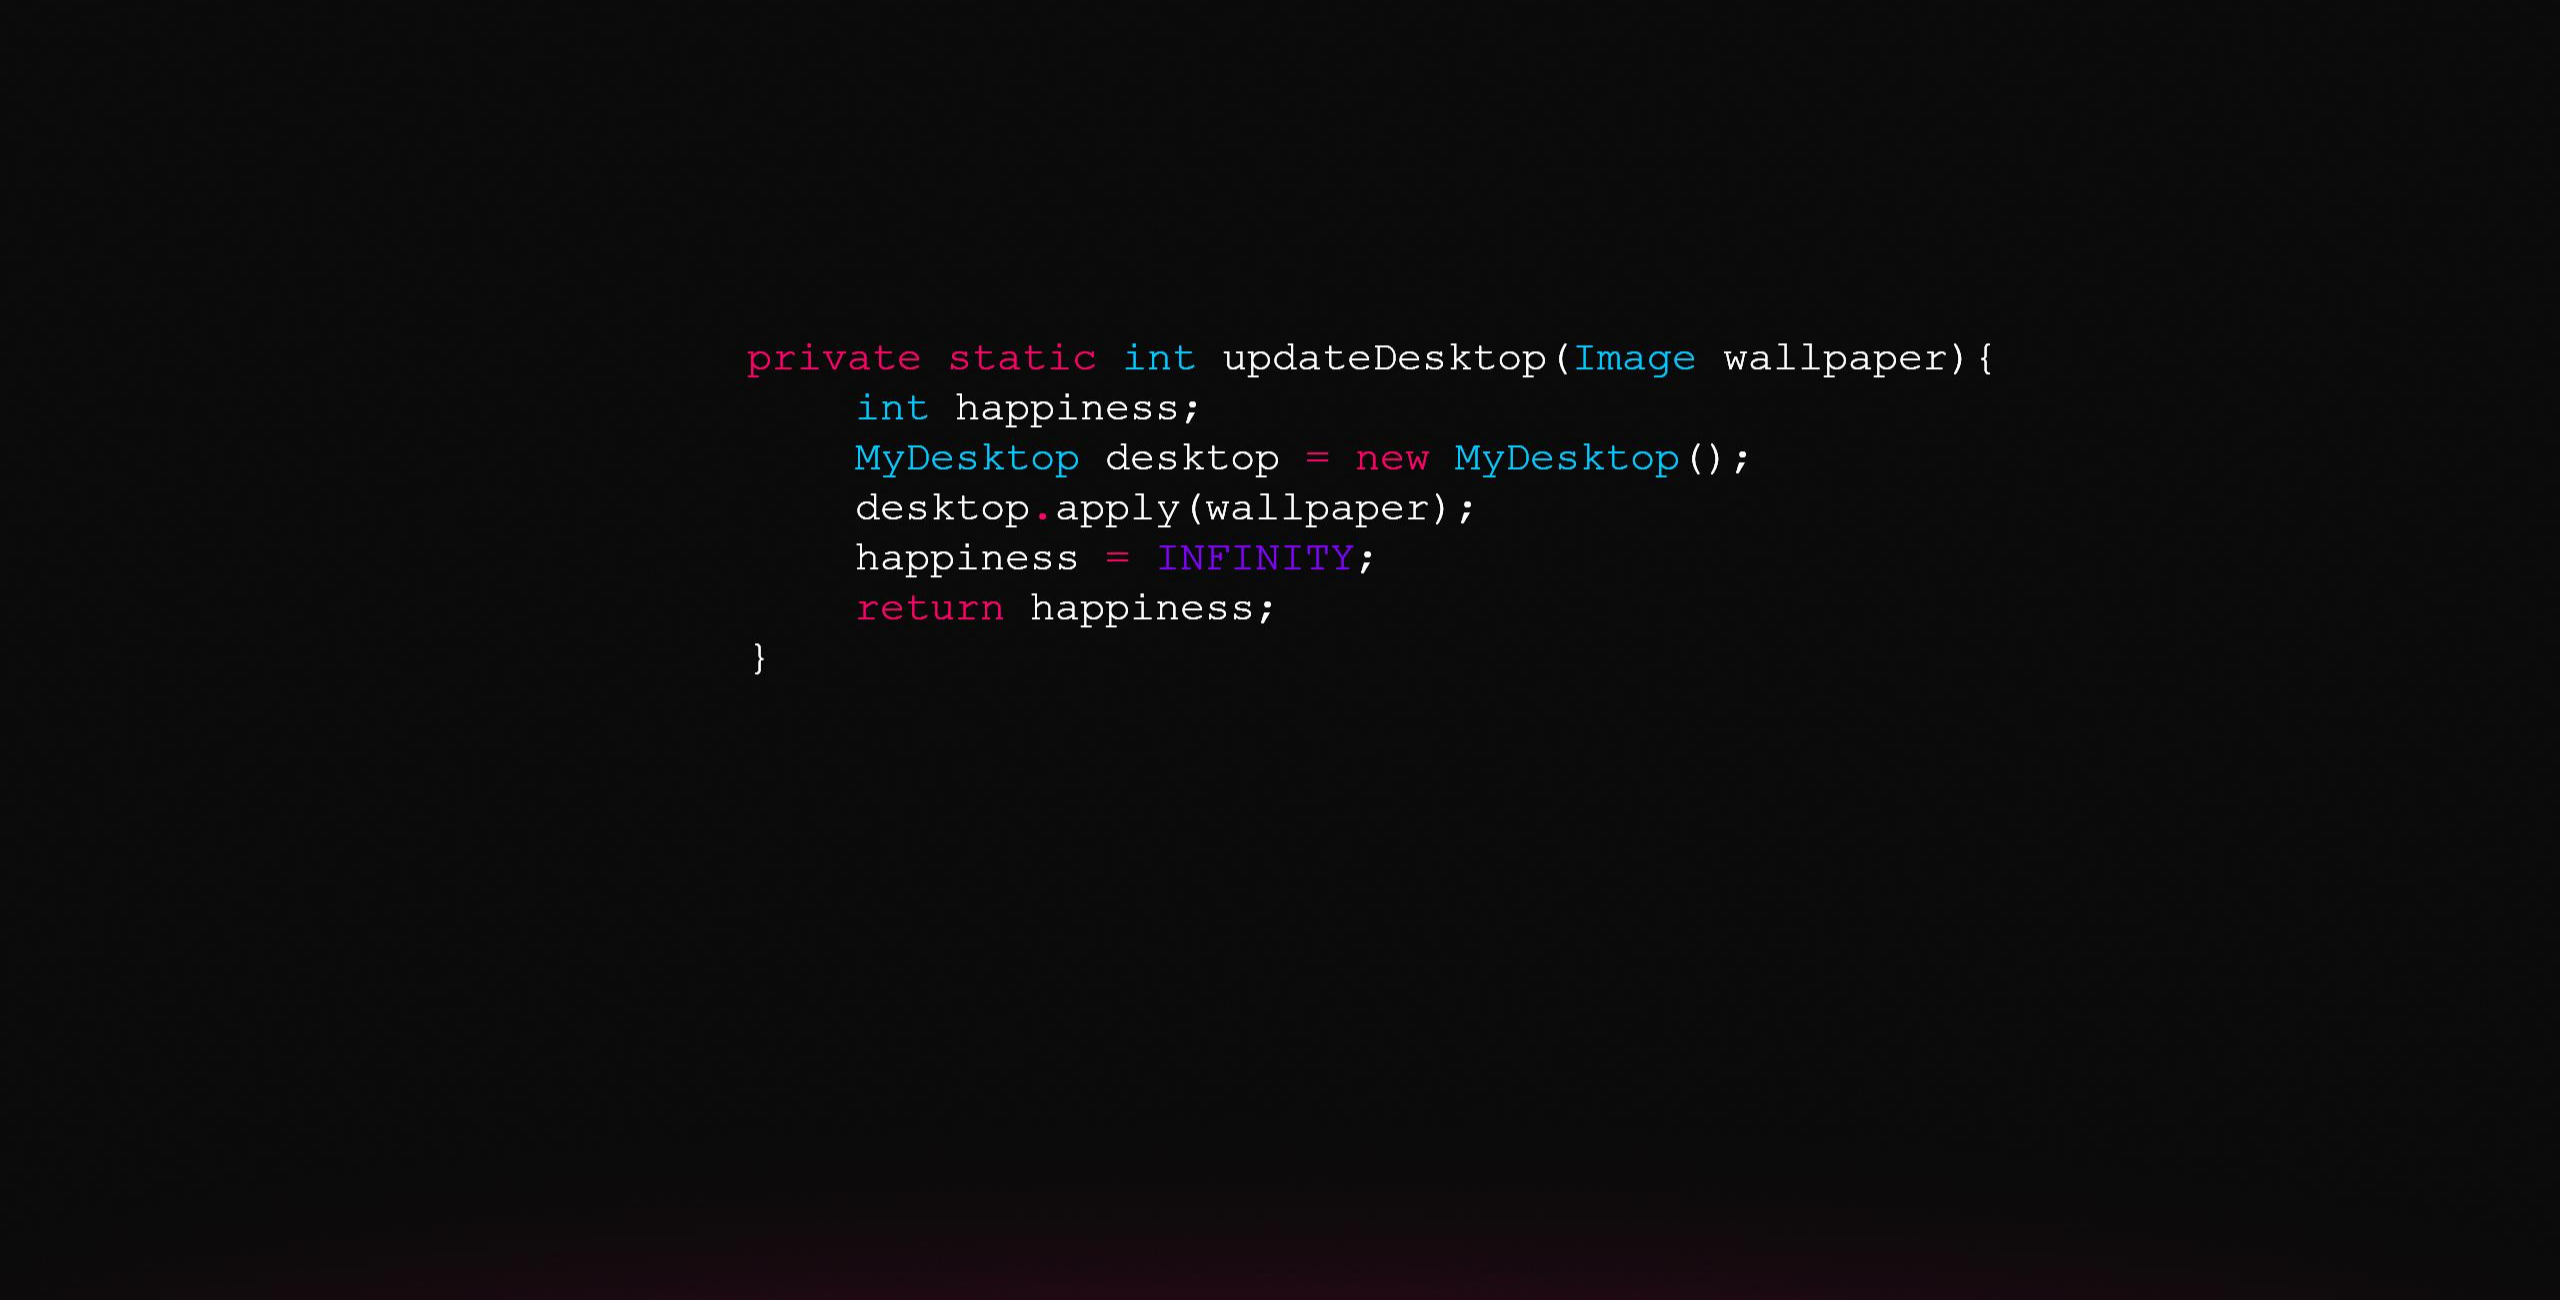 private static int updateDesktop(Image wallpaper){
    int happiness;
    MyDesktop desktop = new MyDesktop();
    desktop.apply(wallpaper);
    happiness = INFINITY;
    return happiness;
}